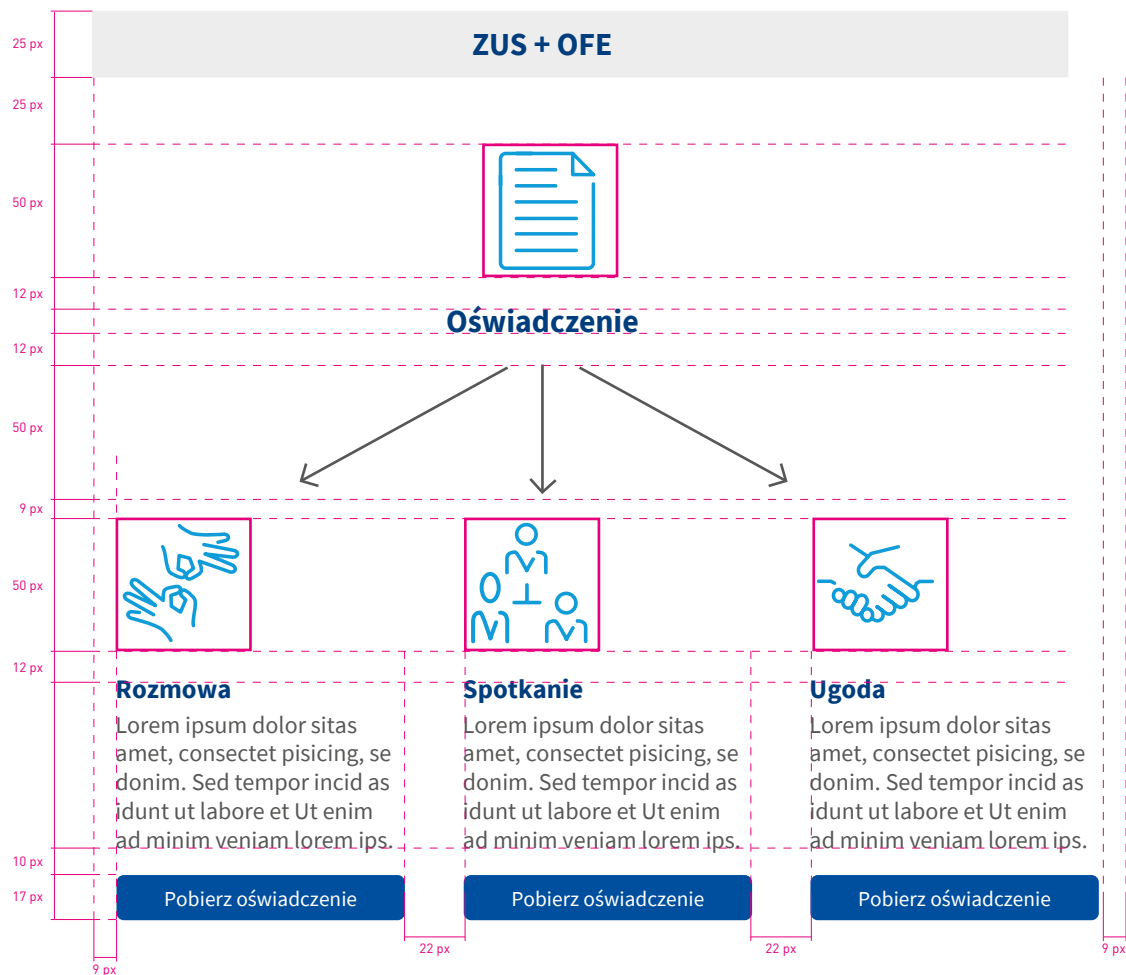 25 px
ZUS + OFE
25 px
50 px
12 px
Oświadczenie
12 px
50 px
9 px
50 px
12 px
Rozmowa
Lorem ipsum dolor sitas
amet, consectet pisicing, se
donim. Sed tempor incid as
idunt ut labore et Ut enim
ad minim veniam lorem ips.
Spotkanie
Lorem ipsum dolor sitas
amet, consectet pisicing, se
donim. Sed tempor incid as
idunt ut labore et Ut enim
ad minim veniam lorem ips.
Ugoda
Lorem ipsum dolor sitas
amet, consectet pisicing, se
donim. Sed tempor incid as
idunt ut labore et Ut enim
ad minim veniam lorem ips.
10 px
17 px
Pobierz oświadczenie
Pobierz oświadczenie
Pobierz oświadczenie
9 px
22 px
22 px
9 px